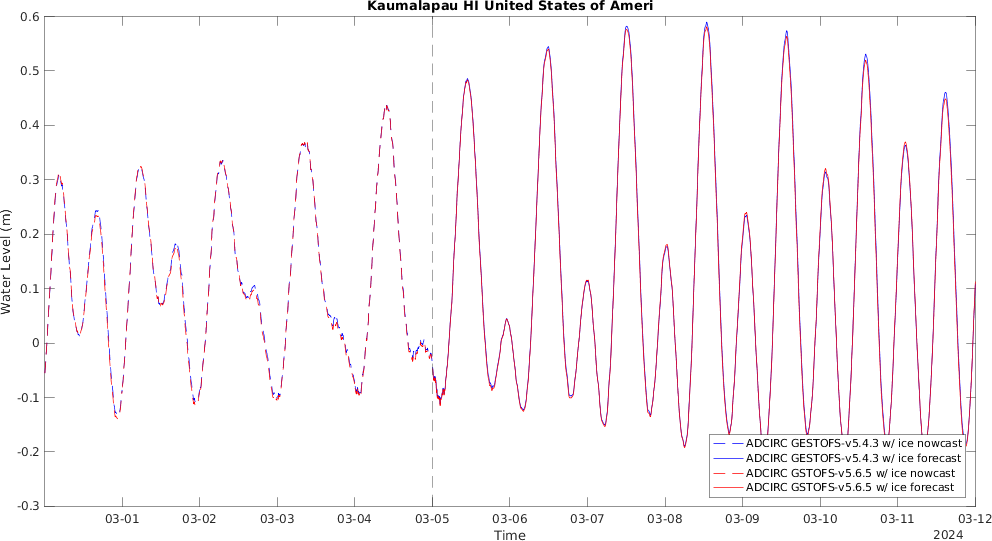 Kaumalapau HI United States of Ameri
0.6
0.5
0.4
0.3
0.2
0.1
0
-0.1
-0.2
-0.3
Water Level (m)
ADCIRC GESTOFS-v5.4.3 w/ ice nowcast
ADCIRC GESTOFS-v5.4.3 w/ ice forecast
ADCIRC GSTOFS-v5.6.5 w/ ice nowcast
ADCIRC GSTOFS-v5.6.5 w/ ice forecast
03-01 03-02 03-03 03-04 03-05 03-06 03-07 03-08 03-09 03-10 03-11 03-12
Time
2024